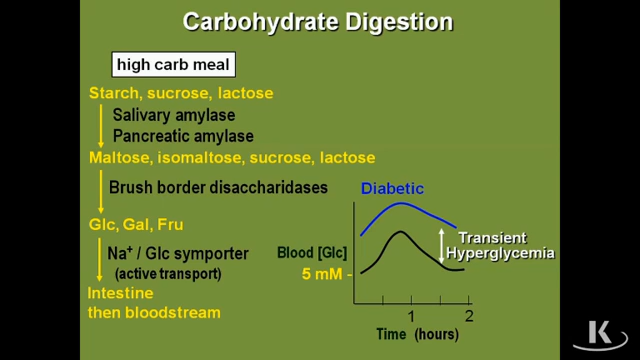 Carbohydrate Digestion
high carb meal
Starch, sucrose, lactose
Salivary amylase
Pancreatic amylase
Maltose, isomaltose, sucrose, lactose
Brush border disaccharidases
Glc, Gal, Fru
Na⁺ / Glc symporter
(active transport)
Intestine
then bloodstream
Diabetic
Transient
Hyperglycemia
Blood [Glc]
5 mM
1
2
Time (hours)
K